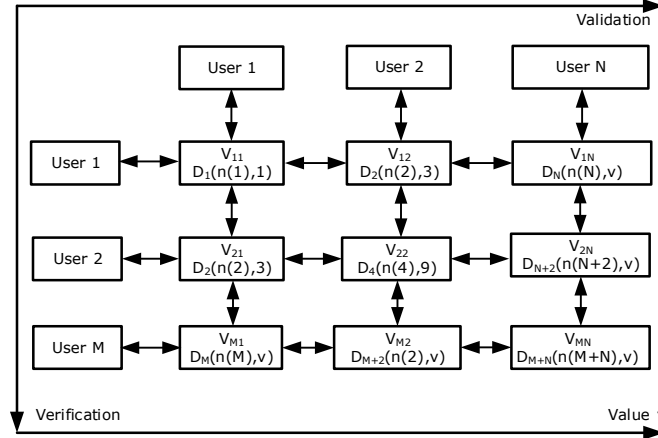 Validation
User 1
User 2
User N
User 1
V11
D1(n(1),1)
V12
D2(n(2),3)
V1N
DN(n(N),v)
User 2
V21
D2(n(2),3)
V22
D4(n(4),9)
V2N
DN+2(n(N+2),v)
User M
VM1
DM(n(M),v)
VM2
DM+2(n(2),v)
VMN
DM+N(n(M+N),v)
Verification
Value